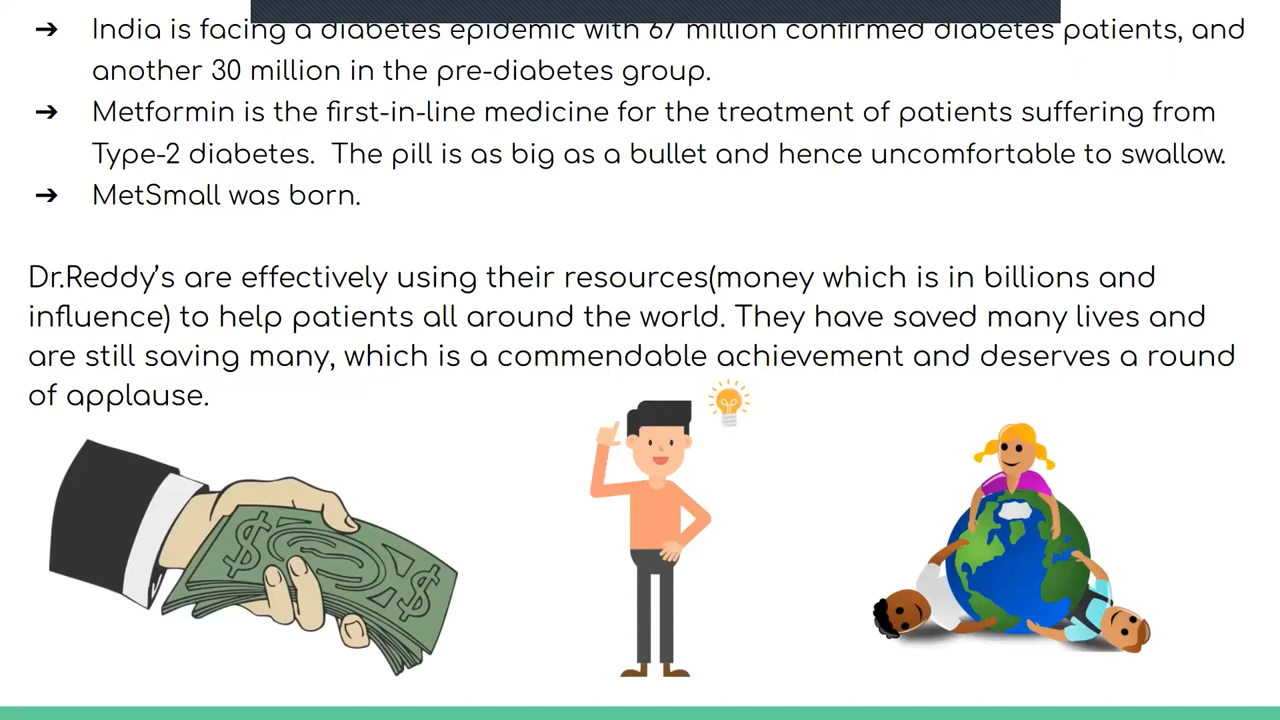 ➔ India is facing a diabetes epidemic with 67 million confirmed diabetes patients, and
another 30 million in the pre-diabetes group.
➔ Metformin is the first-in-line medicine for the treatment of patients suffering from
Type-2 diabetes. The pill is as big as a bullet and hence uncomfortable to swallow.
➔ MetSmall was born.
Dr.Reddy's are effectively using their resources(money which is in billions and
influence) to help patients all around the world. They have saved many lives and
are still saving many, which is a commendable achievement and deserves a round
of applause.